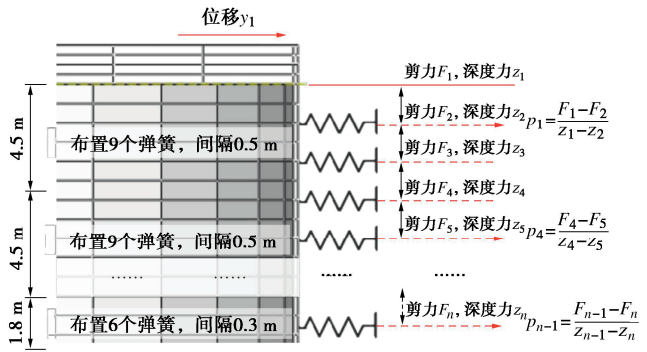 位移y1
剪力F1, 深度力z1
剪力F2, 深度力z2 p1=(F1−F2)/(z1−z2)
4.5 m
布置9个弹簧，间隔0.5 m
剪力F3, 深度力z3
剪力F4, 深度力z4
剪力F5, 深度力z5 p4=(F4−F5)/(z4−z5)
4.5 m
布置9个弹簧，间隔0.5 m
…… …… ……
剪力Fn, 深度力zn pn−1=(Fn−1−Fn)/(zn−1−zn)
1.8 m
布置6个弹簧，间隔0.3 m